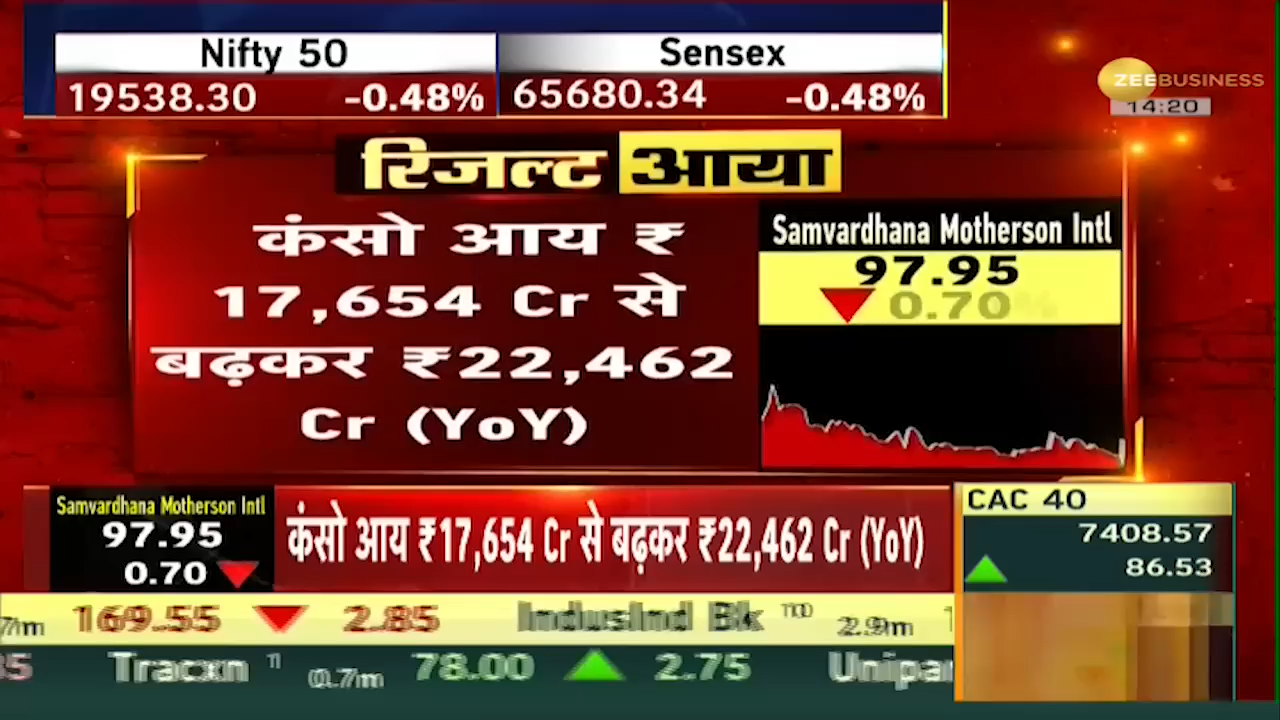 Nifty 50
19538.30 -0.48%
Sensex
65680.34 -0.48%
ZEEBUSINESS
14:20
रिजल्ट आया
कंसो आय ₹
17,654 Cr से
बढ़कर ₹22,462
Cr (YoY)
Samvardhana Motherson Intl
97.95
0.70
Samvardhana Motherson Intl
97.95
0.70
कंसो आय ₹17,654 Cr से बढ़कर ₹22,462 Cr (YoY)
CAC 40
7408.57
86.53
169.55 2.85 IndusInd Bk 2.9m
Tracxn 0.7m 78.00 2.75 Unipar